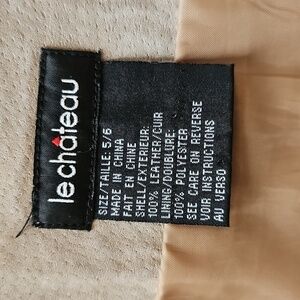 le château
SIZE/TAILLE: 5/6
MADE IN CHINA
FAIT EN CHINE
SHELL/EXTERIEUR:
100% LEATHER/CUIR
LINING/DOUBLURE:
100% POLYESTER
SEE CARE ON REVERSE
VOIR INSTRUCTIONS
AU VERSO